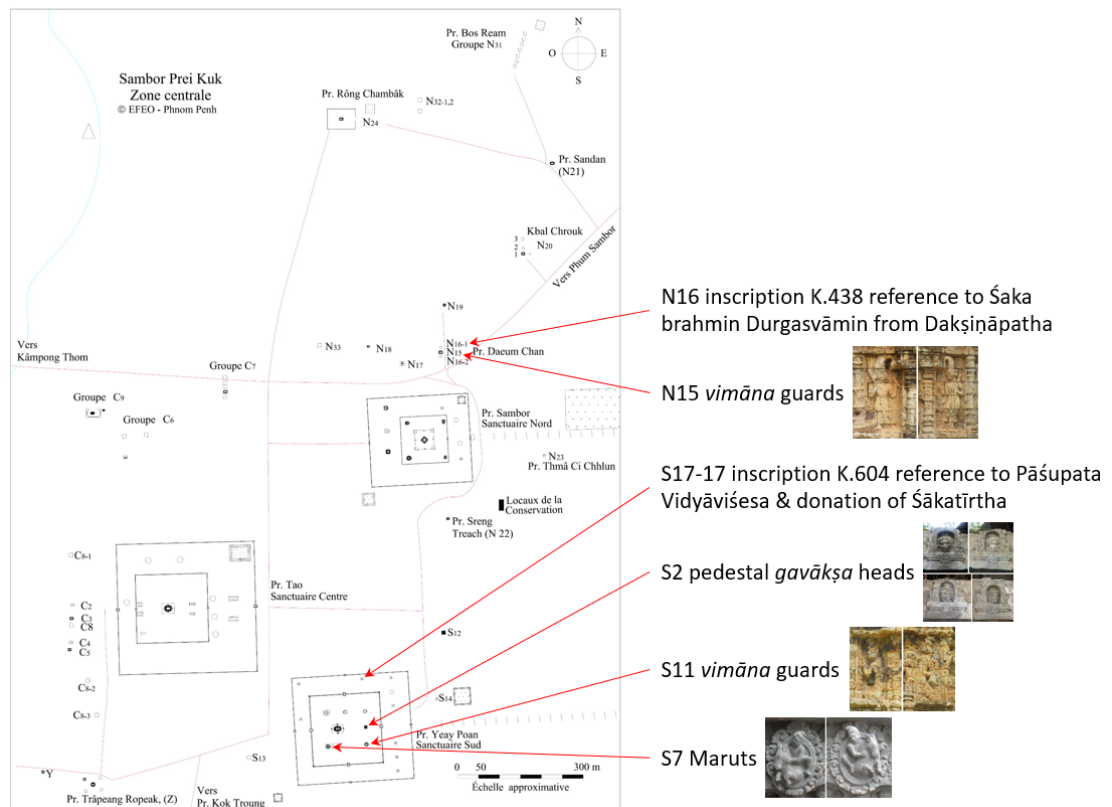 Pr. Bos Ream
Groupe N31
N
O
E
S
Sambor Prei Kuk
Zone centrale
© EFEO - Phnom Penh
Pr. Rông Chambâk
N32-1,2
N24
Pr. Sandan
(N21)
Kbal Chrouk
3
2
1
N20
Vers Phum Sambor
N19
N16-1
N15
N16-2
Pr. Daeum Chan
N33
N18
N17
Vers
Kâmpong Thom
Groupe C7
Groupe C9
Groupe C6
Pr. Sambor
Sanctuaire Nord
N23
Pr. Thmâ Ci Chhlun
Locaux de la
Conservation
Pr. Sreng
Treach (N 22)
C8-1
Pr. Tao
Sanctuaire Centre
C2
C3
C8
C4
C5
S12
C8-2
S14
C8-3
Pr. Yeay Poan
Sanctuaire Sud
S13
Y
Pr. Trâpeang Ropeak, (Z)
Vers
Pr. Kok Troung
0 50 300 m
Échelle approximative
N16 inscription K.438 reference to Śaka
brahmin Durgasvāmin from Dakṣiṇāpatha
N15 vimāna guards
S17-17 inscription K.604 reference to Pāśupata
Vidyāviśesa & donation of Śākatīrtha
S2 pedestal gavākṣa heads
S11 vimāna guards
S7 Maruts